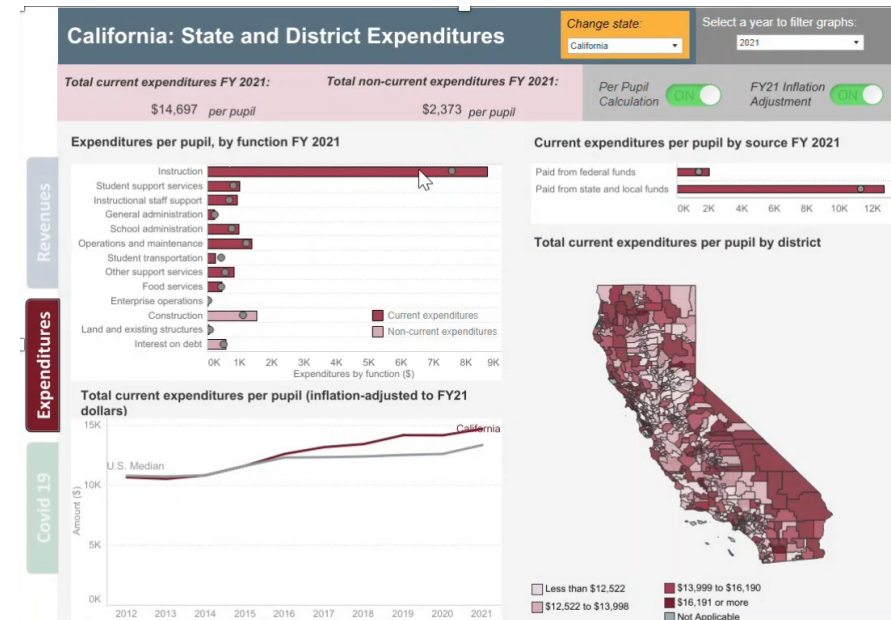 California: State and District Expenditures
Change state:
California
Select a year to filter graphs:
2021
Total current expenditures FY 2021:
$14,697 per pupil
Total non-current expenditures FY 2021:
$2,373 per pupil
Per Pupil
Calculation
ON
FY21 Inflation
Adjustment
ON
Revenues
Expenditures
Covid 19
Expenditures per pupil, by function FY 2021
Instruction
Student support services
Instructional staff support
General administration
School administration
Operations and maintenance
Student transportation
Other support services
Food services
Enterprise operations
Construction
Land and existing structures
Interest on debt
Current expenditures
Non-current expenditures
0K 1K 2K 3K 4K 5K 6K 7K 8K 9K
Expenditures by function ($)
Total current expenditures per pupil (inflation-adjusted to FY21
dollars)
15K
10K
5K
0K
Amount ($)
California
U.S. Median
2012 2013 2014 2015 2016 2017 2018 2019 2020 2021
Current expenditures per pupil by source FY 2021
Paid from federal funds
Paid from state and local funds
0K 2K 4K 6K 8K 10K 12K
Total current expenditures per pupil by district
Less than $12,522
$12,522 to $13,998
$13,999 to $16,190
$16,191 or more
Not Applicable